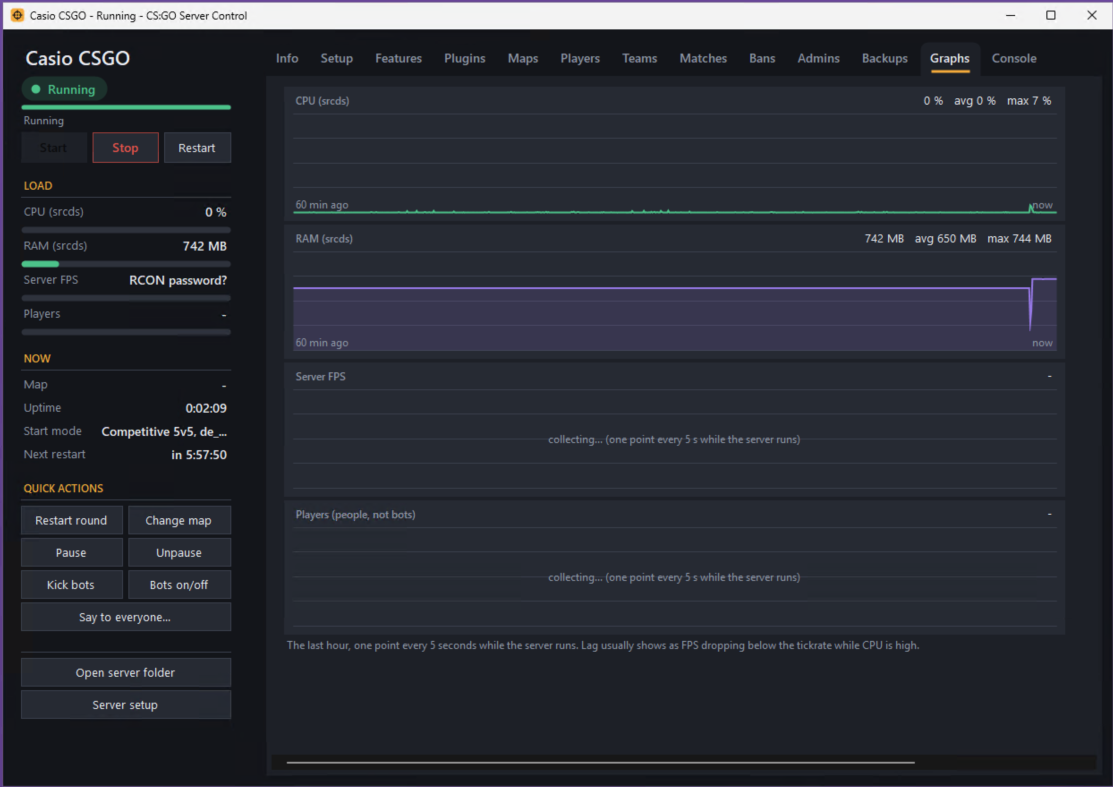 Casio CSGO - Running - CS:GO Server Control
Casio CSGO
Running
Running
Start Stop Restart
LOAD
CPU (srcds) 0 %
RAM (srcds) 742 MB
Server FPS RCON password?
Players -
NOW
Map -
Uptime 0:02:09
Start mode Competitive 5v5, de_...
Next restart in 5:57:50
QUICK ACTIONS
Restart round Change map
Pause Unpause
Kick bots Bots on/off
Say to everyone...
Open server folder
Server setup
Info Setup Features Plugins Maps Players Teams Matches Bans Admins Backups Graphs Console
CPU (srcds) 0 % avg 0 % max 7 %
60 min ago now
RAM (srcds) 742 MB avg 650 MB max 744 MB
60 min ago now
Server FPS -
collecting... (one point every 5 s while the server runs)
Players (people, not bots) -
collecting... (one point every 5 s while the server runs)
The last hour, one point every 5 seconds while the server runs. Lag usually shows as FPS dropping below the tickrate while CPU is high.